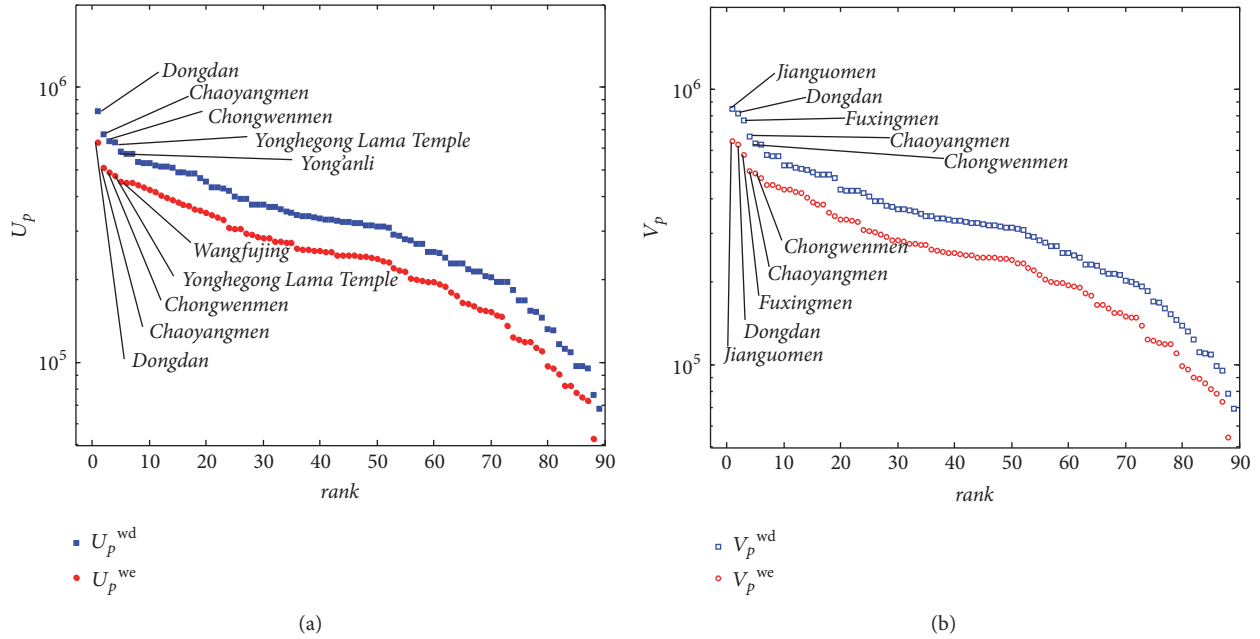 10^6
10^5
U_p
Dongdan
Chaoyangmen
Chongwenmen
Yonghegong Lama Temple
Yong'anli
Wangfujing
Yonghegong Lama Temple
Chongwenmen
Chaoyangmen
Dongdan
0 10 20 30 40 50 60 70 80 90
rank
U_p^wd
U_p^we
(a)
10^6
10^5
V_p
Jianguomen
Dongdan
Fuxingmen
Chaoyangmen
Chongwenmen
Chongwenmen
Chaoyangmen
Fuxingmen
Dongdan
Jianguomen
0 10 20 30 40 50 60 70 80 90
rank
V_p^wd
V_p^we
(b)